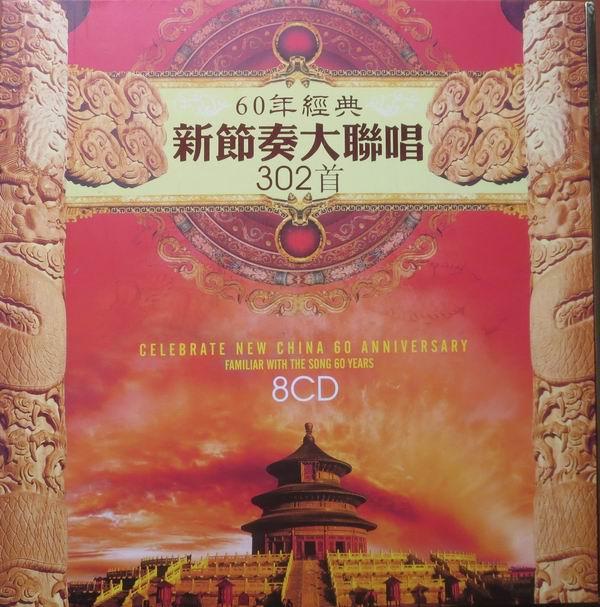 60年經典
新節奏大聯唱
302首
CELEBRATE NEW CHINA 60 ANNIVERSARY
FAMILIAR WITH THE SONG 60 YEARS
8CD